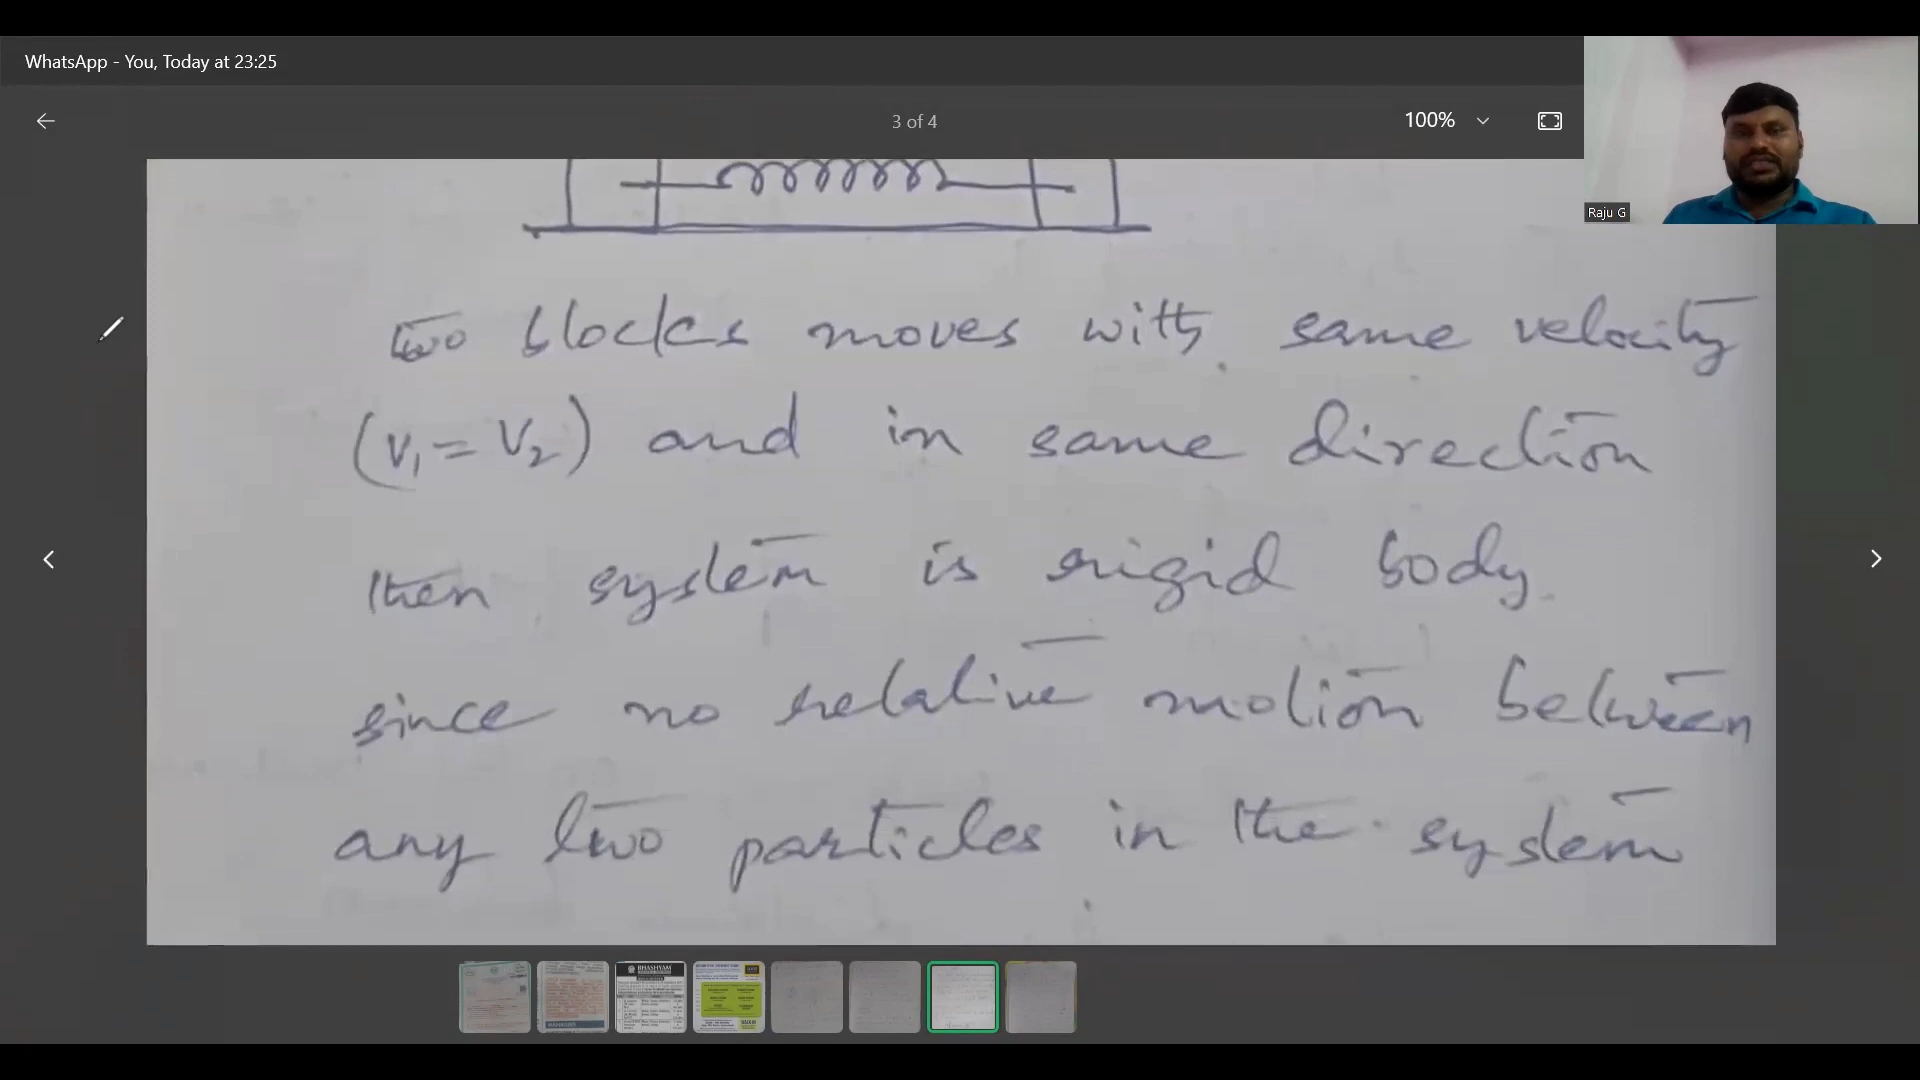 WhatsApp - You, Today at 23:25
3 of 4
100%
Raju G
two blocks moves with same velocity
(v₁ = v₂) and in same direction
then system is rigid body.
since no relative motion between
any two particles in the system
BHASHYAM